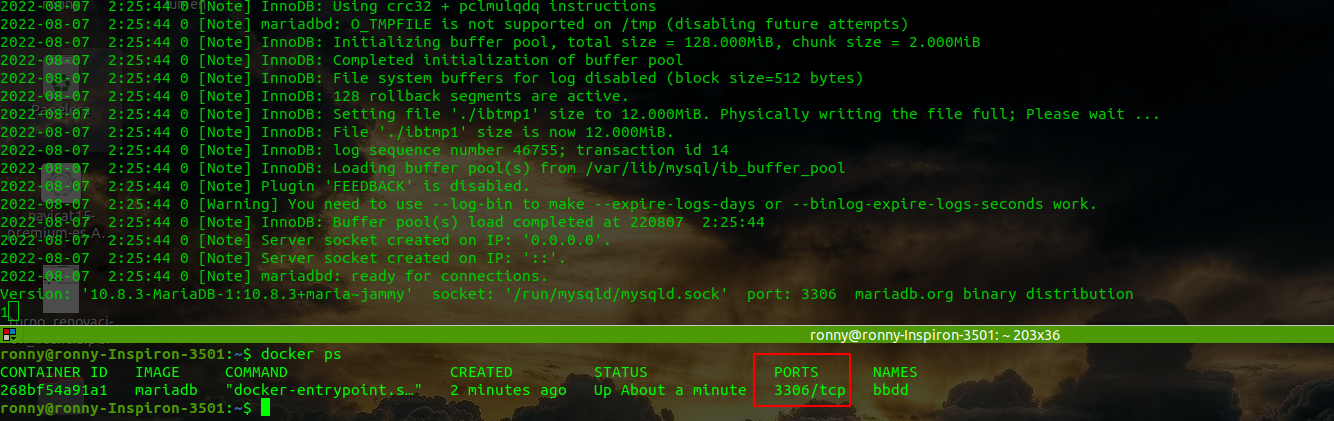 2022-08-07  2:25:44 0 [Note] InnoDB: Using crc32 + pclmulqdq instructions
2022-08-07  2:25:44 0 [Note] mariadbd: O_TMPFILE is not supported on /tmp (disabling future attempts)
2022-08-07  2:25:44 0 [Note] InnoDB: Initializing buffer pool, total size = 128.000MiB, chunk size = 2.000MiB
2022-08-07  2:25:44 0 [Note] InnoDB: Completed initialization of buffer pool
2022-08-07  2:25:44 0 [Note] InnoDB: File system buffers for log disabled (block size=512 bytes)
2022-08-07  2:25:44 0 [Note] InnoDB: 128 rollback segments are active.
2022-08-07  2:25:44 0 [Note] InnoDB: Setting file './ibtmp1' size to 12.000MiB. Physically writing the file full; Please wait ...
2022-08-07  2:25:44 0 [Note] InnoDB: File './ibtmp1' size is now 12.000MiB.
2022-08-07  2:25:44 0 [Note] InnoDB: log sequence number 46755; transaction id 14
2022-08-07  2:25:44 0 [Note] InnoDB: Loading buffer pool(s) from /var/lib/mysql/ib_buffer_pool
2022-08-07  2:25:44 0 [Note] Plugin 'FEEDBACK' is disabled.
2022-08-07  2:25:44 0 [Warning] You need to use --log-bin to make --expire-logs-days or --binlog-expire-logs-seconds work.
2022-08-07  2:25:44 0 [Note] InnoDB: Buffer pool(s) load completed at 220807  2:25:44
2022-08-07  2:25:44 0 [Note] Server socket created on IP: '0.0.0.0'.
2022-08-07  2:25:44 0 [Note] Server socket created on IP: '::'.
2022-08-07  2:25:44 0 [Note] mariadbd: ready for connections.
Version: '10.8.3-MariaDB-1:10.8.3+maria~jammy'  socket: '/run/mysqld/mysqld.sock'  port: 3306  mariadb.org binary distribution
1
ronny@ronny-Inspiron-3501: ~ 203x36
ronny@ronny-Inspiron-3501:~$ docker ps
CONTAINER ID   IMAGE     COMMAND                  CREATED         STATUS              PORTS      NAMES
268bf54a91a1   mariadb   "docker-entrypoint.s…"   2 minutes ago   Up About a minute   3306/tcp   bbdd
ronny@ronny-Inspiron-3501:~$